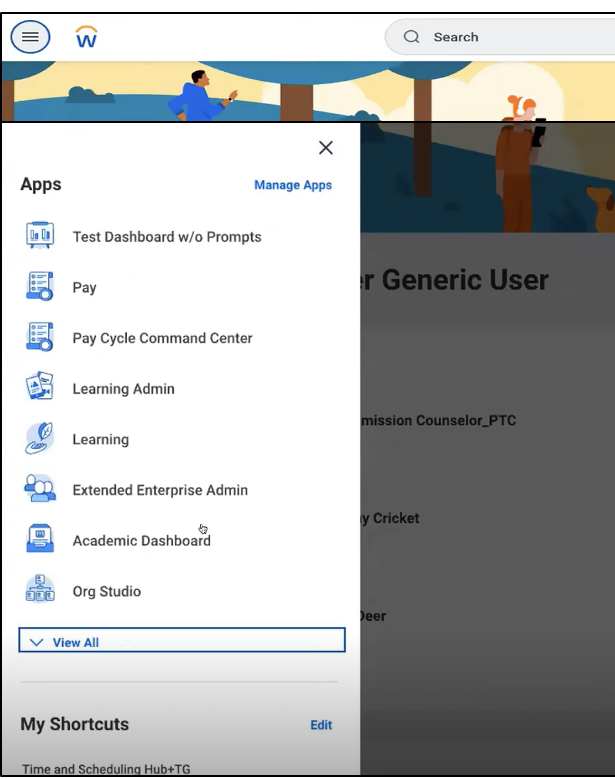 Search
Apps
Manage Apps
Test Dashboard w/o Prompts
Pay
Generic User
Pay Cycle Command Center
Learning Admin
Counselor_PTC
Learning
Extended Enterprise Admin
Cricket
Academic Dashboard
Org Studio
Deer
View All
My Shortcuts
Edit
Time and Scheduling Hub+TG